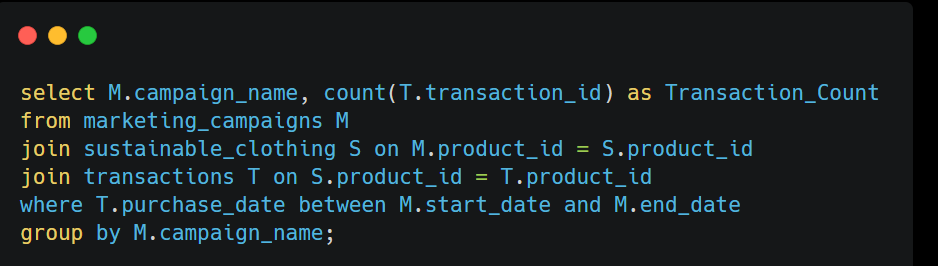 select M.campaign_name, count(T.transaction_id) as Transaction_Count
from marketing_campaigns M
join sustainable_clothing S on M.product_id = S.product_id
join transactions T on S.product_id = T.product_id
where T.purchase_date between M.start_date and M.end_date
group by M.campaign_name;